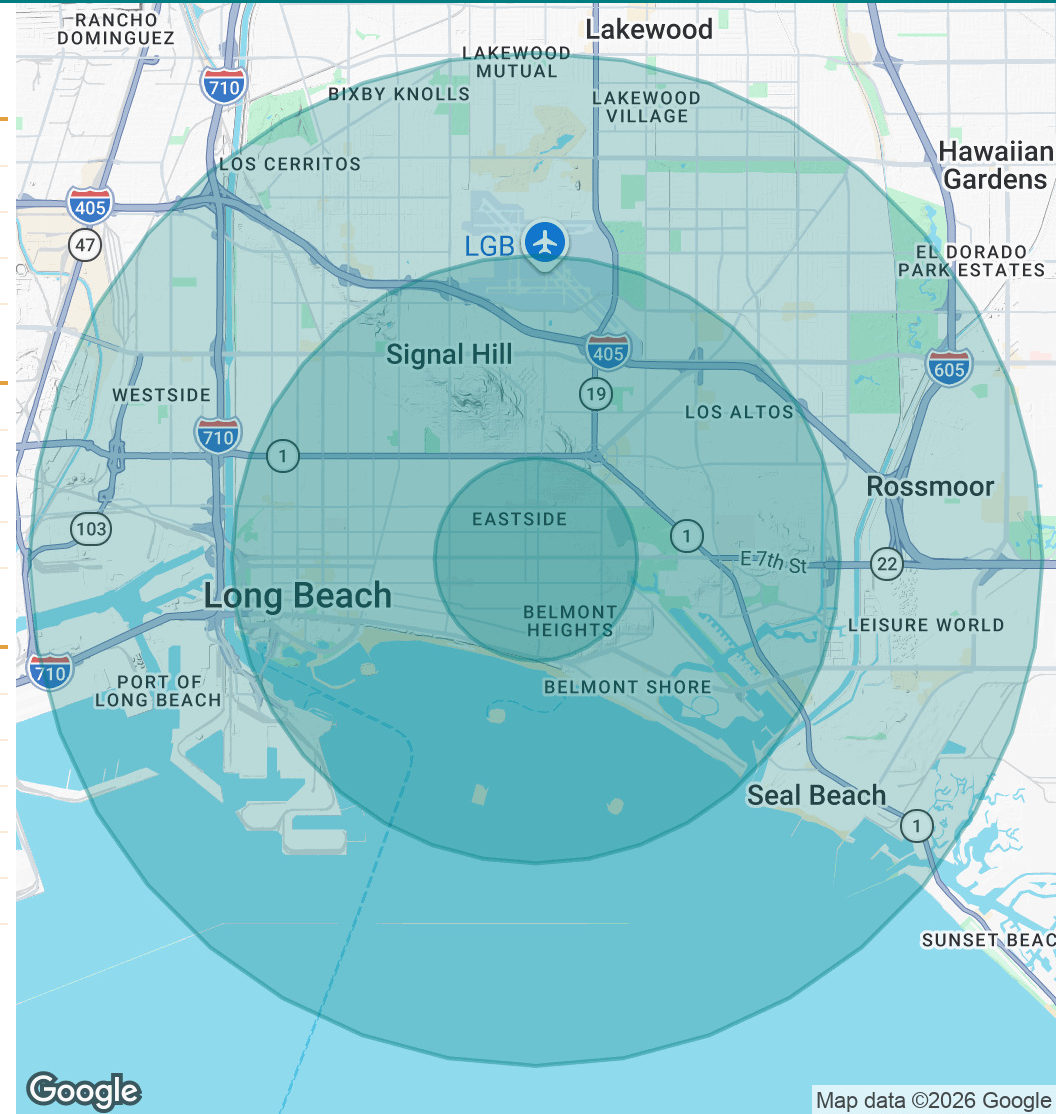 RANCHO
DOMINGUEZ
Lakewood
LAKEWOOD
MUTUAL
710
BIXBY KNOLLS
LAKEWOOD
VILLAGE
LOS CERRITOS
Hawaiian
Gardens
405
47
LGB
EL DORADO
PARK ESTATES
Signal Hill
405
605
19
WESTSIDE
LOS ALTOS
710
1
Rossmoor
103
EASTSIDE
1
E 7th St
22
Long Beach
BELMONT
HEIGHTS
LEISURE WORLD
710
PORT OF
LONG BEACH
BELMONT SHORE
Seal Beach
1
SUNSET BEAC
Google
Map data ©2026 Google